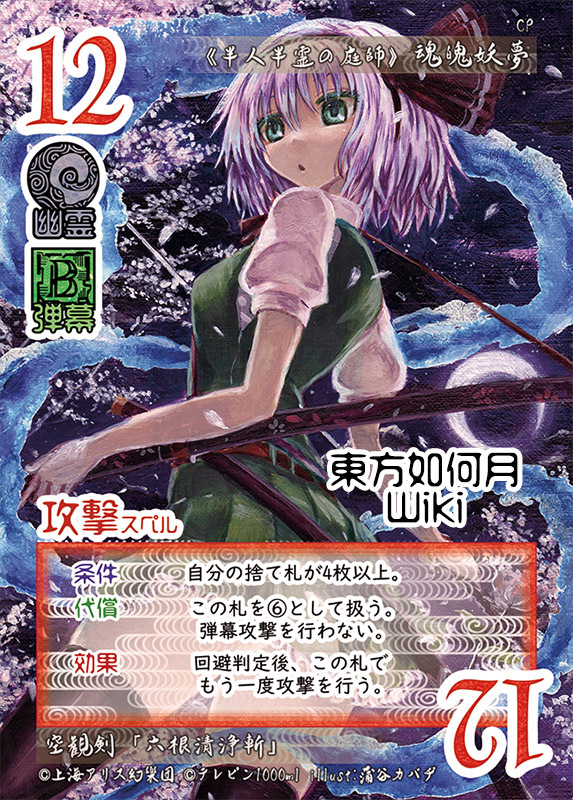 CP
12
《半人半霊の庭師》 魂魄妖夢
幽霊
B
弾幕
東方如何月
Wiki
攻撃スペル
条件 自分の捨て札が4枚以上。
代償 この札を⑥として扱う。
弾幕攻撃を行わない。
効果 回避判定後、この札で
もう一度攻撃を行う。
12
空観剣 「六根清浄斬」
©上海アリス幻樂団,©テレピン1000ml illust:蒲谷カバヂ